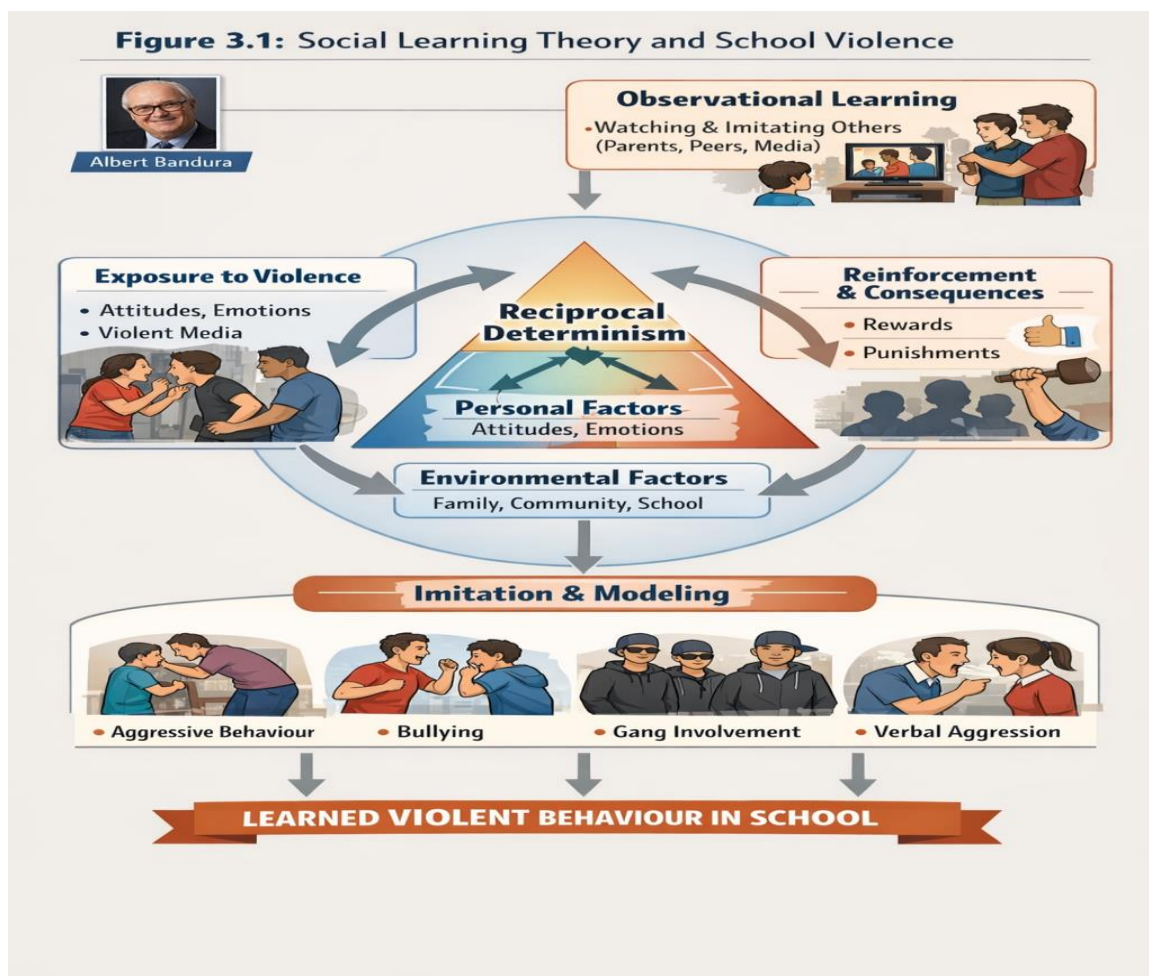 Figure 3.1: Social Learning Theory and School Violence
Albert Bandura
Observational Learning
•Watching & Imitating Others
(Parents, Peers, Media)
Exposure to Violence
• Attitudes, Emotions
• Violent Media
Reciprocal
Determinism
Personal Factors
Attitudes, Emotions
Reinforcement
& Consequences
• Rewards
• Punishments
Environmental Factors
Family, Community, School
Imitation & Modeling
• Aggressive Behaviour
• Bullying
• Gang Involvement
• Verbal Aggression
LEARNED VIOLENT BEHAVIOUR IN SCHOOL